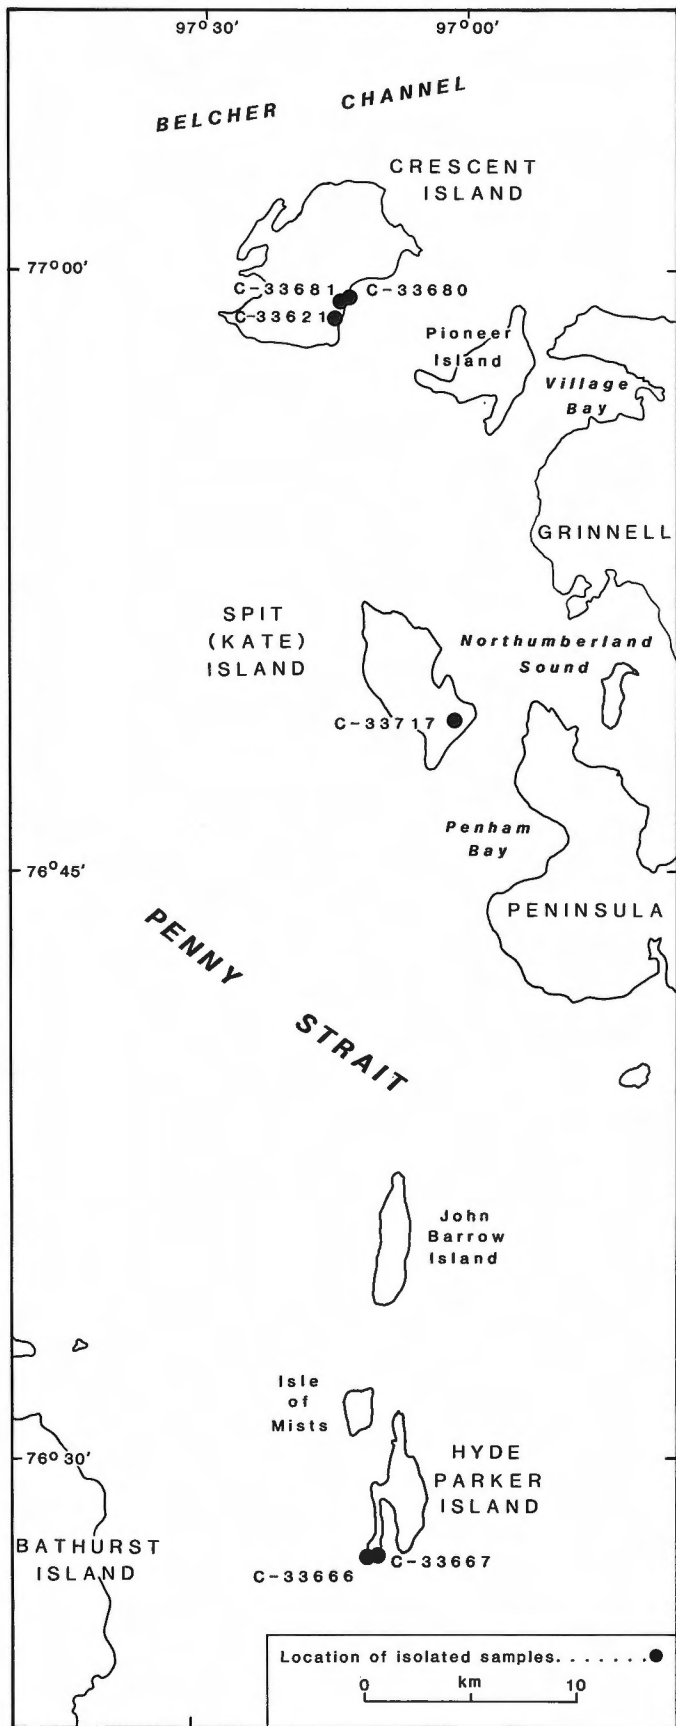 97°30'
97°00'
BELCHER CHANNEL
CRESCENT
ISLAND
77°00'
C-33681
C-33680
C-33621
Pioneer
Island
Village
Bay
GRINNELL
SPIT
(KATE)
ISLAND
Northumberland
Sound
C-33717
Penham
Bay
76°45'
PENINSULA
PENNY
STRAIT
John
Barrow
Island
Isle
of
Mists
76°30'
HYDE
PARKER
ISLAND
BATHURST
ISLAND
C-33667
C-33666
Location of isolated samples.......
km
0 10